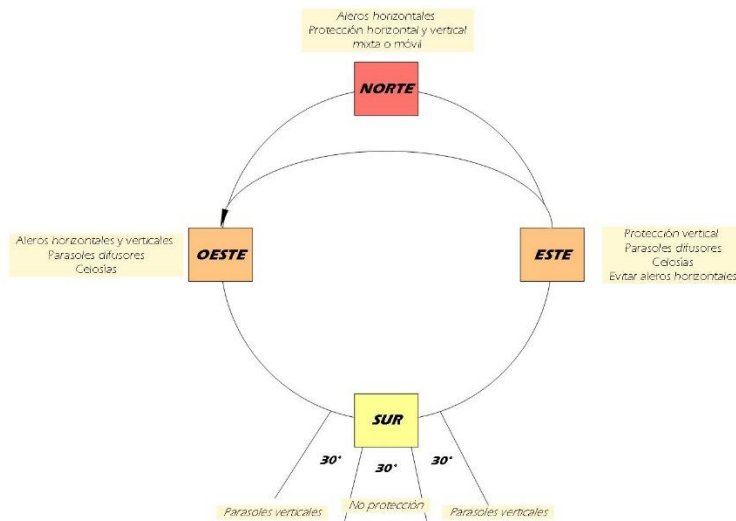 Aleros horizontales
Protección horizontal y vertical
mixta o móvil
NORTE
Aleros horizontales y verticales
Parasoles difusores
Celosías
OESTE
ESTE
Protección vertical
Parasoles difusores
Celosías
Evitar aleros horizontales
SUR
30°
30°
30°
Parasoles verticales
No protección
Parasoles verticales